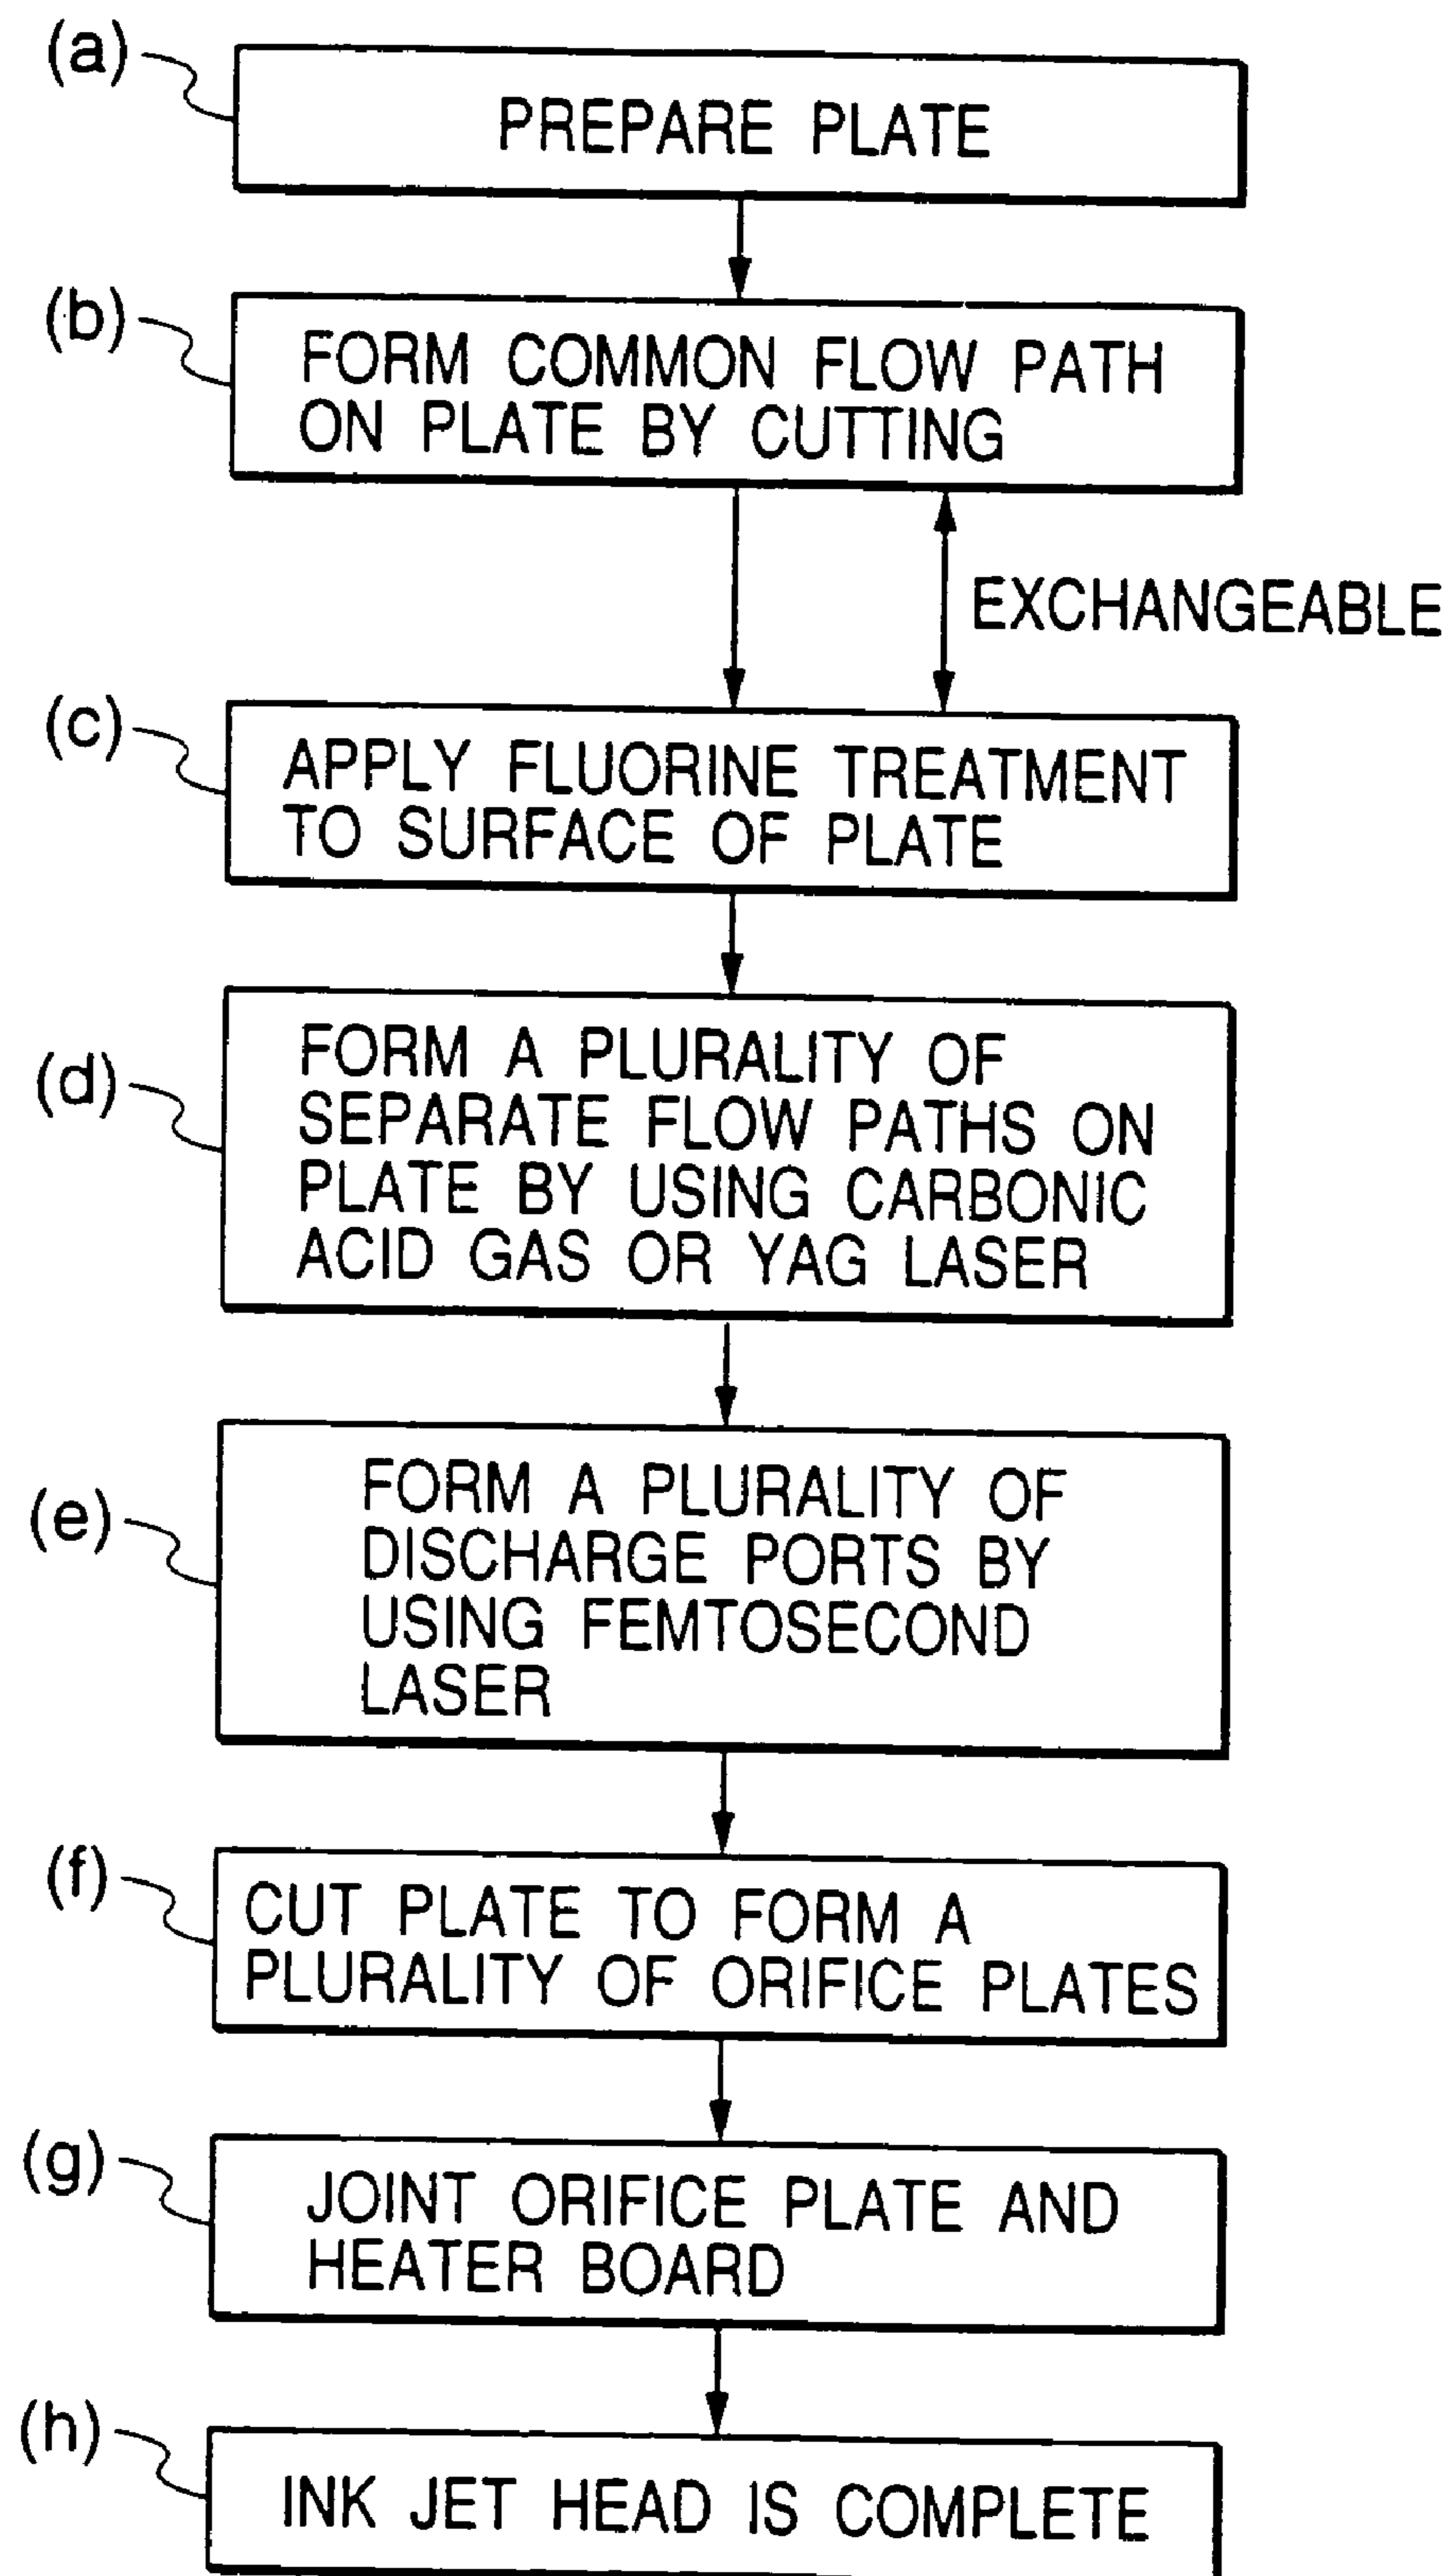 (a)
PREPARE PLATE
(b)
FORM COMMON FLOW PATH
ON PLATE BY CUTTING
EXCHANGEABLE
(c)
APPLY FLUORINE TREATMENT
TO SURFACE OF PLATE
(d)
FORM A PLURALITY OF
SEPARATE FLOW PATHS ON
PLATE BY USING CARBONIC
ACID GAS OR YAG LASER
(e)
FORM A PLURALITY OF
DISCHARGE PORTS BY
USING FEMTOSECOND
LASER
(f)
CUT PLATE TO FORM A
PLURALITY OF ORIFICE PLATES
(g)
JOINT ORIFICE PLATE AND
HEATER BOARD
(h)
INK JET HEAD IS COMPLETE